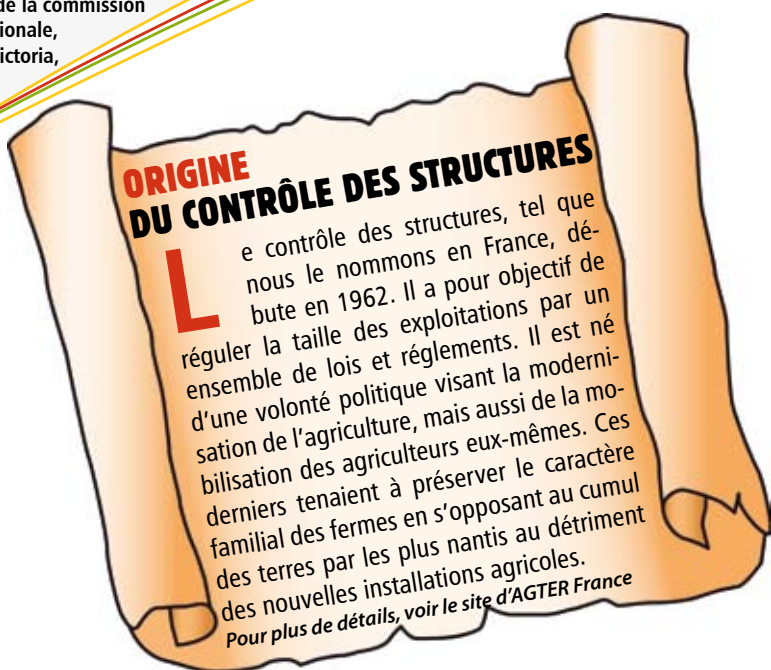 de la commission
ionale,
ictoria,
ORIGINE
DU CONTRÔLE DES STRUCTURES
Le contrôle des structures, tel que
nous le nommons en France, dé-
bute en 1962. Il a pour objectif de
réguler la taille des exploitations par un
ensemble de lois et réglements. Il est né
d'une volonté politique visant la moderni-
sation de l'agriculture, mais aussi de la mo-
bilisation des agriculteurs eux-mêmes. Ces
derniers tenaient à préserver le caractère
familial des fermes en s'opposant au cumul
des terres par les plus nantis au détriment
des nouvelles installations agricoles.
Pour plus de détails, voir le site d'AGTER France